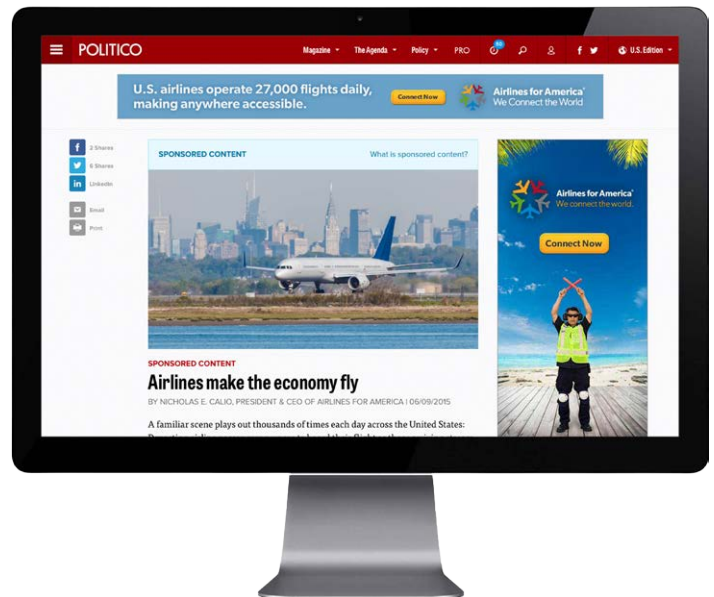 POLITICO
Magazine The Agenda Policy PRO U.S. Edition
U.S. airlines operate 27,000 flights daily,
making anywhere accessible.
Connect Now
Airlines for America
We Connect the World
2 Shares
Shares
LinkedIn
Email
Print
SPONSORED CONTENT What is sponsored content?
Airlines for America
We connect the world.
Connect Now
SPONSORED CONTENT
Airlines make the economy fly
BY NICHOLAS E. CALIO, PRESIDENT & CEO OF AIRLINES FOR AMERICA | 06/09/2015
A familiar scene plays out thousands of times each day across the United States: